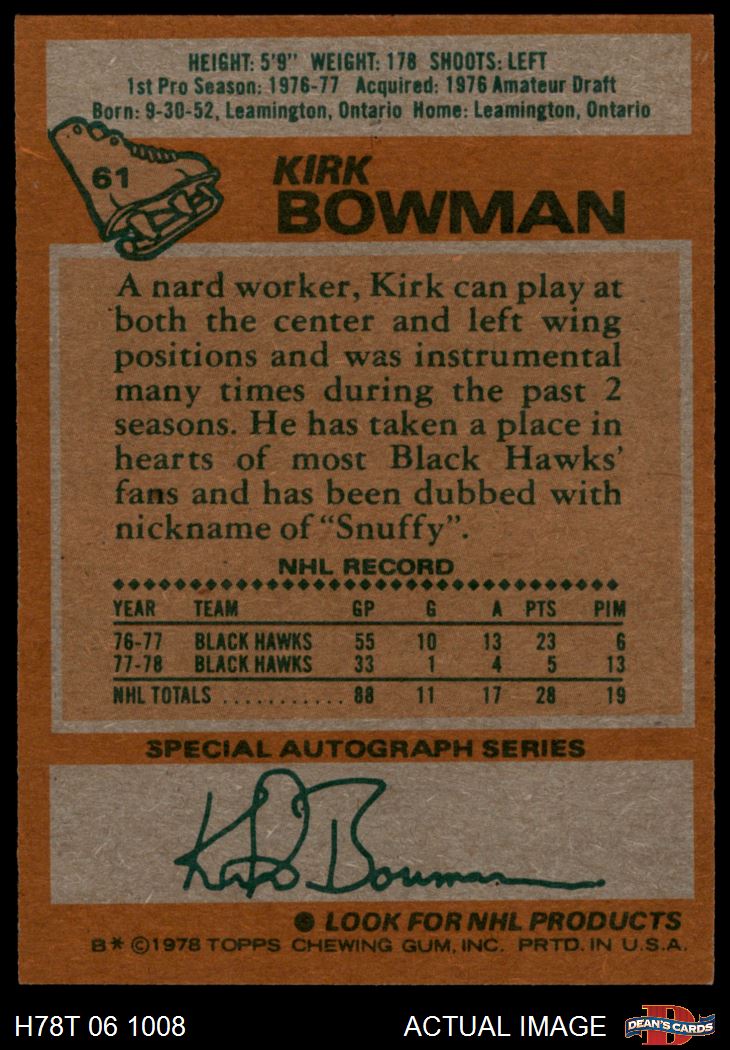 HEIGHT: 5'9" WEIGHT: 178 SHOOTS: LEFT
1st Pro Season: 1976-77 Acquired: 1976 Amateur Draft
Born: 9-30-52, Leamington, Ontario Home: Leamington, Ontario
61
KIRK
BOWMAN
A nard worker, Kirk can play at
both the center and left wing
positions and was instrumental
many times during the past 2
seasons. He has taken a place in
hearts of most Black Hawks'
fans and has been dubbed with
nickname of "Snuffy".
NHL RECORD
YEAR TEAM GP G A PTS PIM
76-77 BLACK HAWKS 55 10 13 23 6
77-78 BLACK HAWKS 33 1 4 5 13
NHL TOTALS ........... 88 11 17 28 19
SPECIAL AUTOGRAPH SERIES
Kirk Bowman
● LOOK FOR NHL PRODUCTS
B* ©1978 TOPPS CHEWING GUM, INC. PRTD. IN U.S.A.
H78T 06 1008 ACTUAL IMAGE
D
DEAN'S CARDS